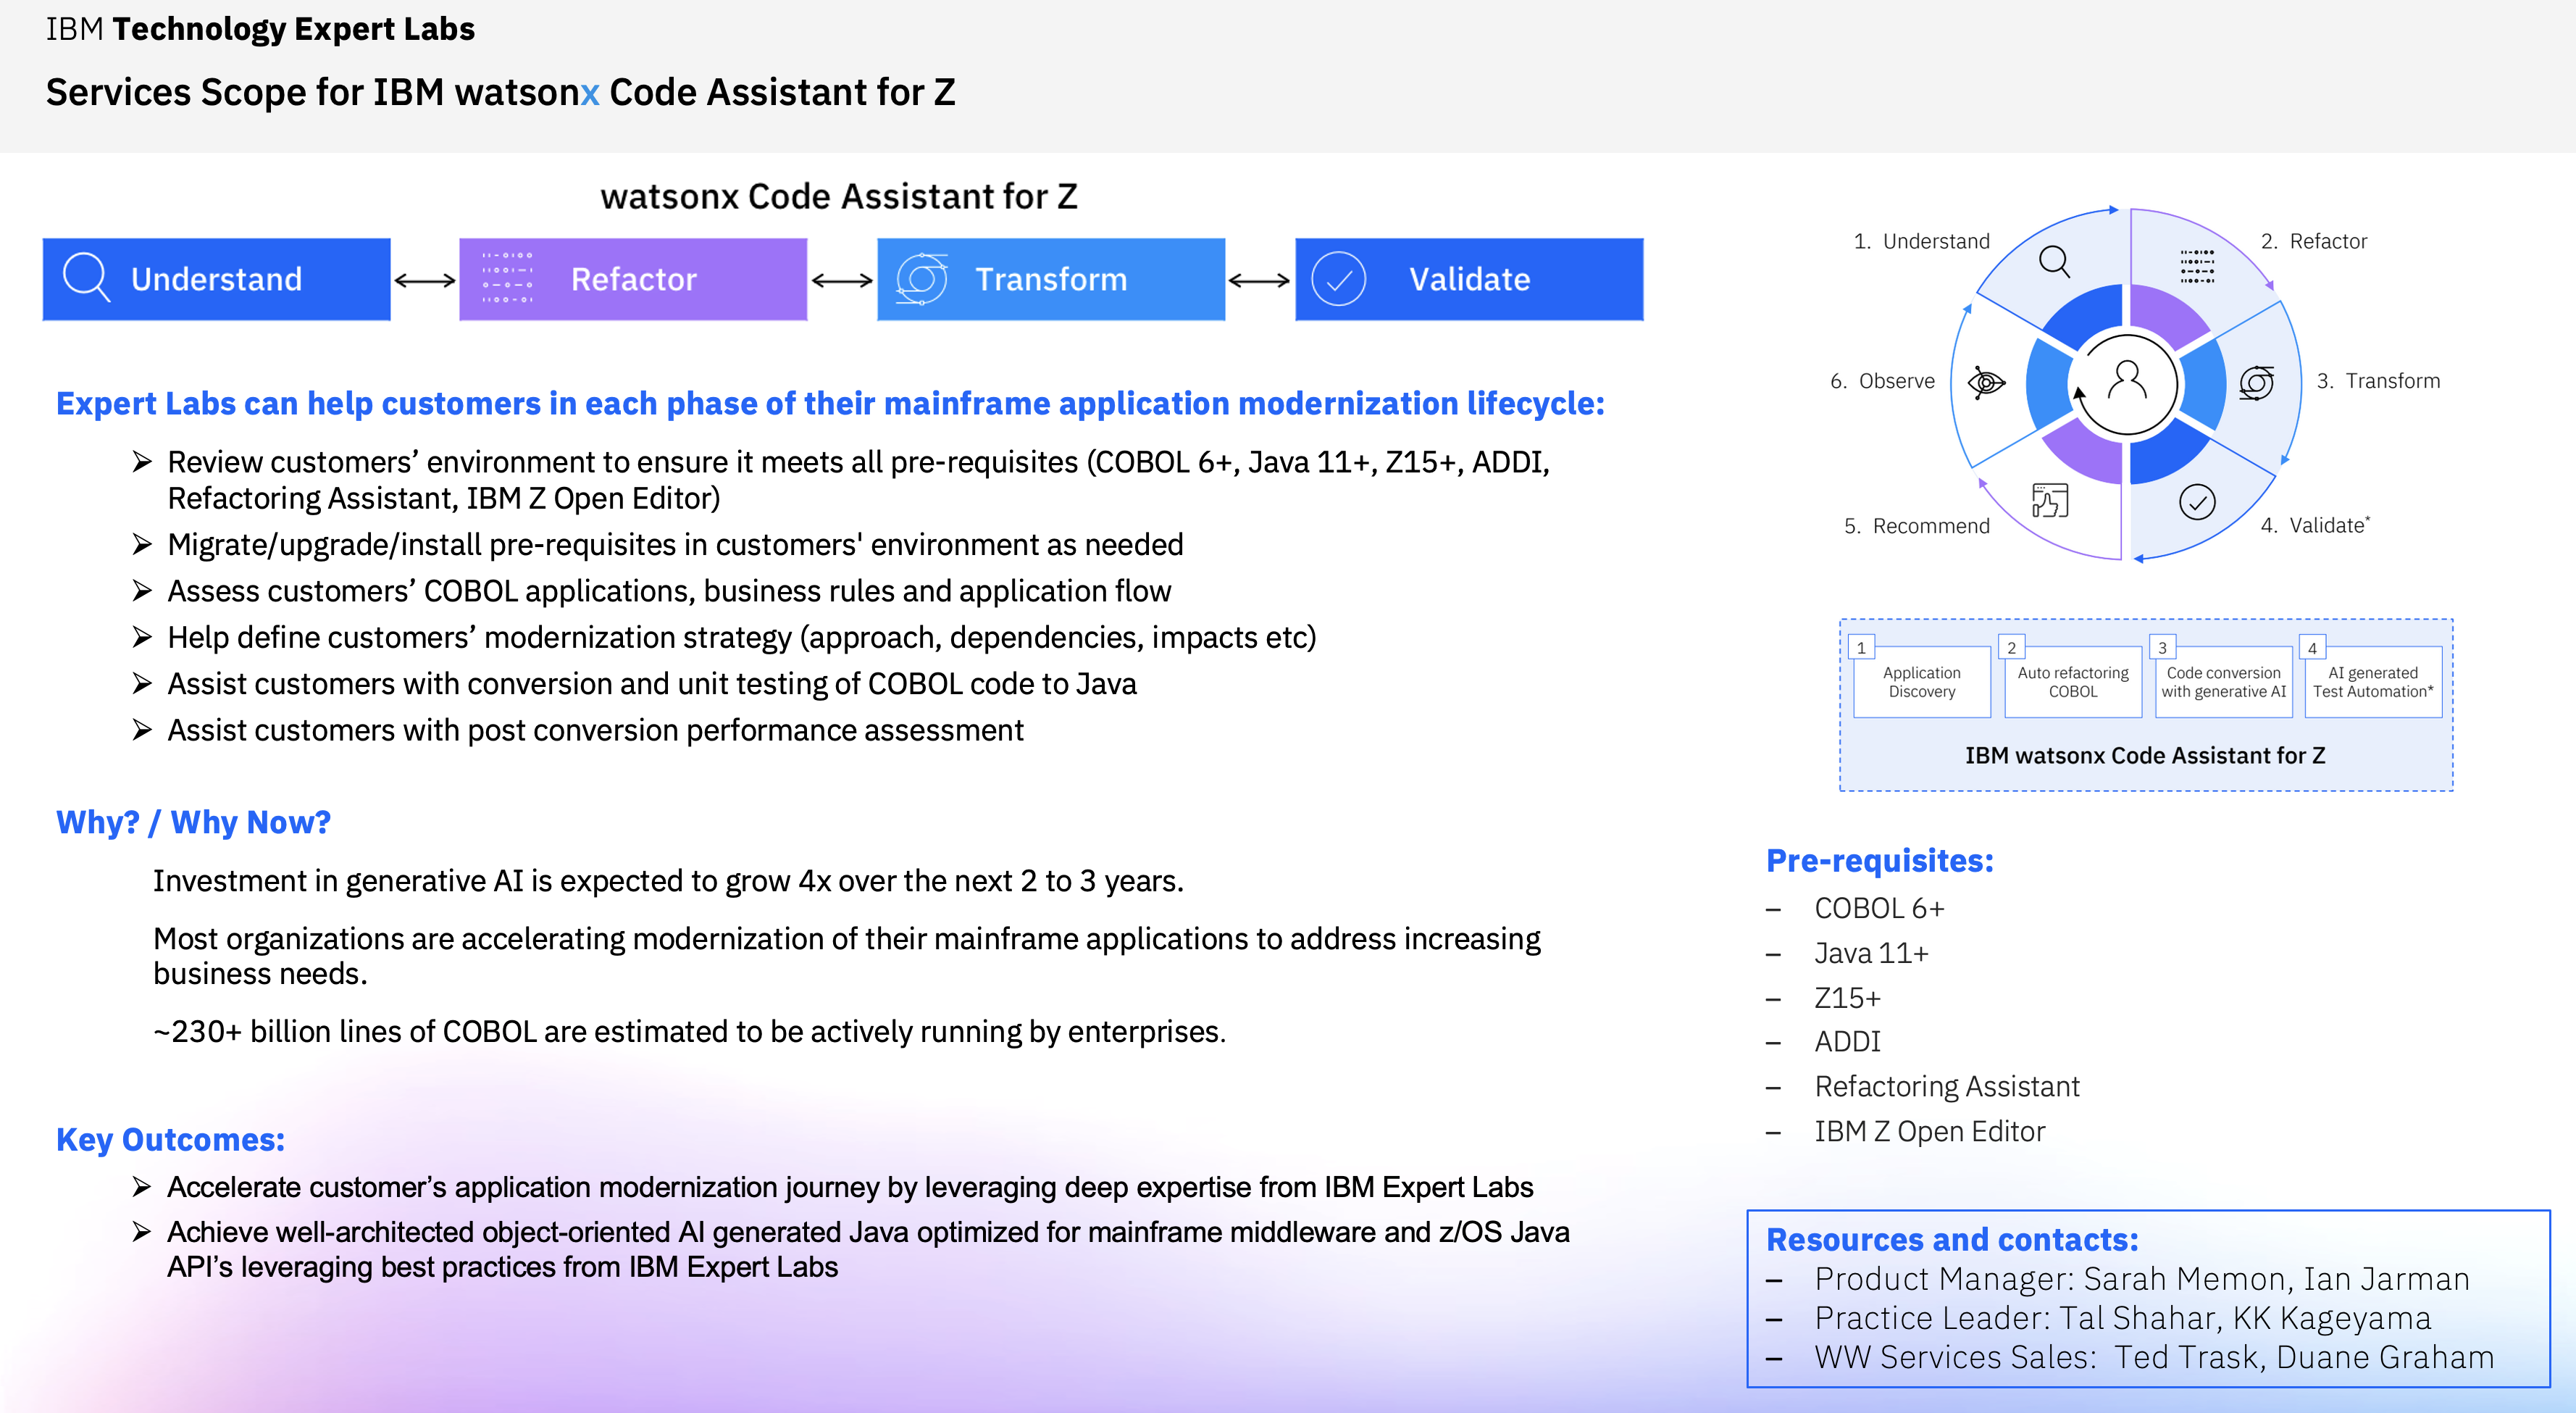 IBM Technology Expert Labs
Services Scope for IBM watsonx Code Assistant for Z
watsonx Code Assistant for Z
Understand
Refactor
Transform
Validate
Expert Labs can help customers in each phase of their mainframe application modernization lifecycle:
➢ Review customers’ environment to ensure it meets all pre-requisites (COBOL 6+, Java 11+, Z15+, ADDI,
Refactoring Assistant, IBM Z Open Editor)
➢ Migrate/upgrade/install pre-requisites in customers' environment as needed
➢ Assess customers’ COBOL applications, business rules and application flow
➢ Help define customers’ modernization strategy (approach, dependencies, impacts etc)
➢ Assist customers with conversion and unit testing of COBOL code to Java
➢ Assist customers with post conversion performance assessment
Why? / Why Now?
Investment in generative AI is expected to grow 4x over the next 2 to 3 years.
Most organizations are accelerating modernization of their mainframe applications to address increasing
business needs.
~230+ billion lines of COBOL are estimated to be actively running by enterprises.
Key Outcomes:
➢ Accelerate customer’s application modernization journey by leveraging deep expertise from IBM Expert Labs
➢ Achieve well-architected object-oriented AI generated Java optimized for mainframe middleware and z/OS Java
API’s leveraging best practices from IBM Expert Labs
1. Understand
2. Refactor
3. Transform
4. Validate*
5. Recommend
6. Observe
1
Application
Discovery
2
Auto refactoring
COBOL
3
Code conversion
with generative AI
4
AI generated
Test Automation*
IBM watsonx Code Assistant for Z
Pre-requisites:
– COBOL 6+
– Java 11+
– Z15+
– ADDI
– Refactoring Assistant
– IBM Z Open Editor
Resources and contacts:
– Product Manager: Sarah Memon, Ian Jarman
– Practice Leader: Tal Shahar, KK Kageyama
– WW Services Sales: Ted Trask, Duane Graham